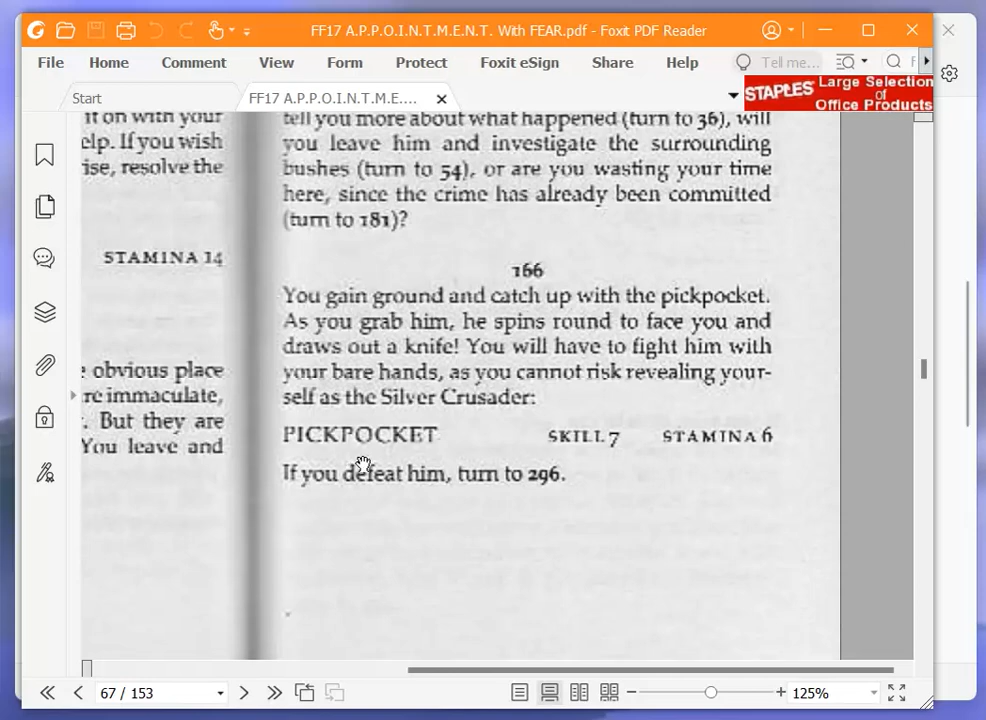 FF17 A.P.P.O.I.N.T.M.E.N.T. With FEAR.pdf - Foxit PDF Reader
File Home Comment View Form Protect Foxit eSign Share Help Tell me... F
Start FF17 A.P.P.O.I.N.T.M.E.... STAPLES Large Selection of Office Products
it on with your
elp. If you wish
ise, resolve the
STAMINA 14
e obvious place
re immaculate,
. But they are
You leave and
tell you more about what happened (turn to 36), will
you leave him and investigate the surrounding
bushes (turn to 54), or are you wasting your time
here, since the crime has already been committed
(turn to 181)?
166
You gain ground and catch up with the pickpocket.
As you grab him, he spins round to face you and
draws out a knife! You will have to fight him with
your bare hands, as you cannot risk revealing your-
self as the Silver Crusader:
PICKPOCKET SKILL 7 STAMINA 6
If you defeat him, turn to 296.
67 / 153 125%